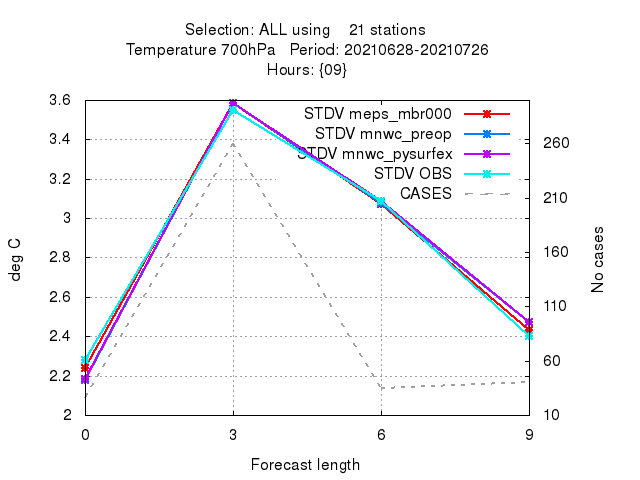 Selection: ALL using    21 stations
Temperature 700hPa   Period: 20210628-20210726
Hours: {09}
3.6
3.4
3.2
3
2.8
2.6
2.4
2.2
2
deg C
STDV meps_mbr000
STDV mnwc_preop
STDV mnwc_pysurfex
STDV OBS
CASES
260
210
160
110
60
10
No cases
0 3 6 9
Forecast length